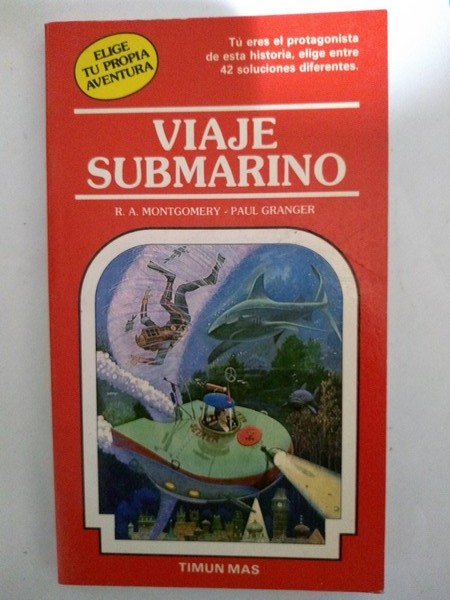 ELIGE
TU PROPIA
AVENTURA
Tú eres el protagonista
de esta historia, elige entre
42 soluciones diferentes.
VIAJE
SUBMARINO
R. A. MONTGOMERY - PAUL GRANGER
TIMUN MAS